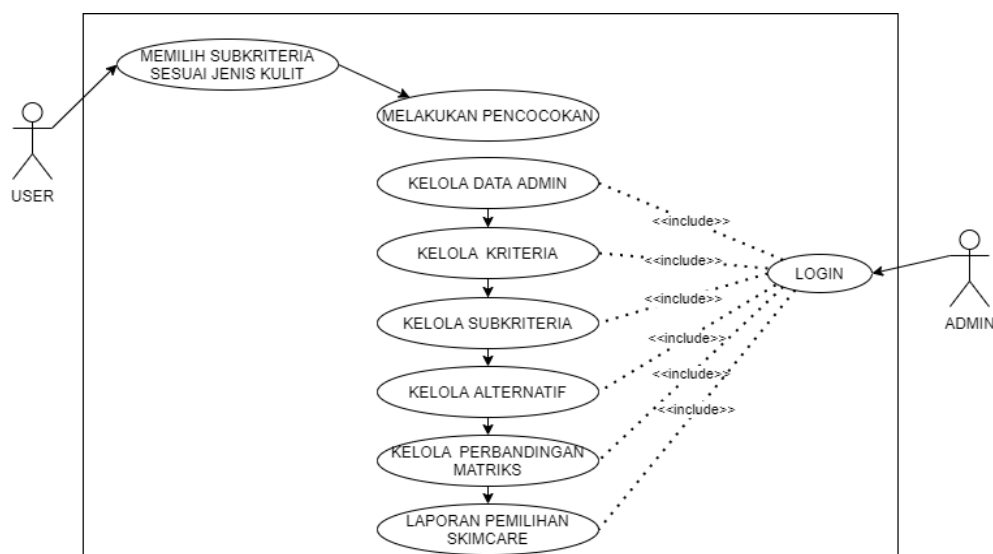 MEMILIH SUBKRITERIA
SESUAI JENIS KULIT
MELAKUKAN PENCOCOKAN
USER
KELOLA DATA ADMIN
<<include>>
KELOLA KRITERIA
<<include>>
LOGIN
<<include>>
KELOLA SUBKRITERIA
ADMIN
<<include>>
KELOLA ALTERNATIF
<<include>>
<<include>>
KELOLA PERBANDINGAN
MATRIKS
LAPORAN PEMILIHAN
SKIMCARE